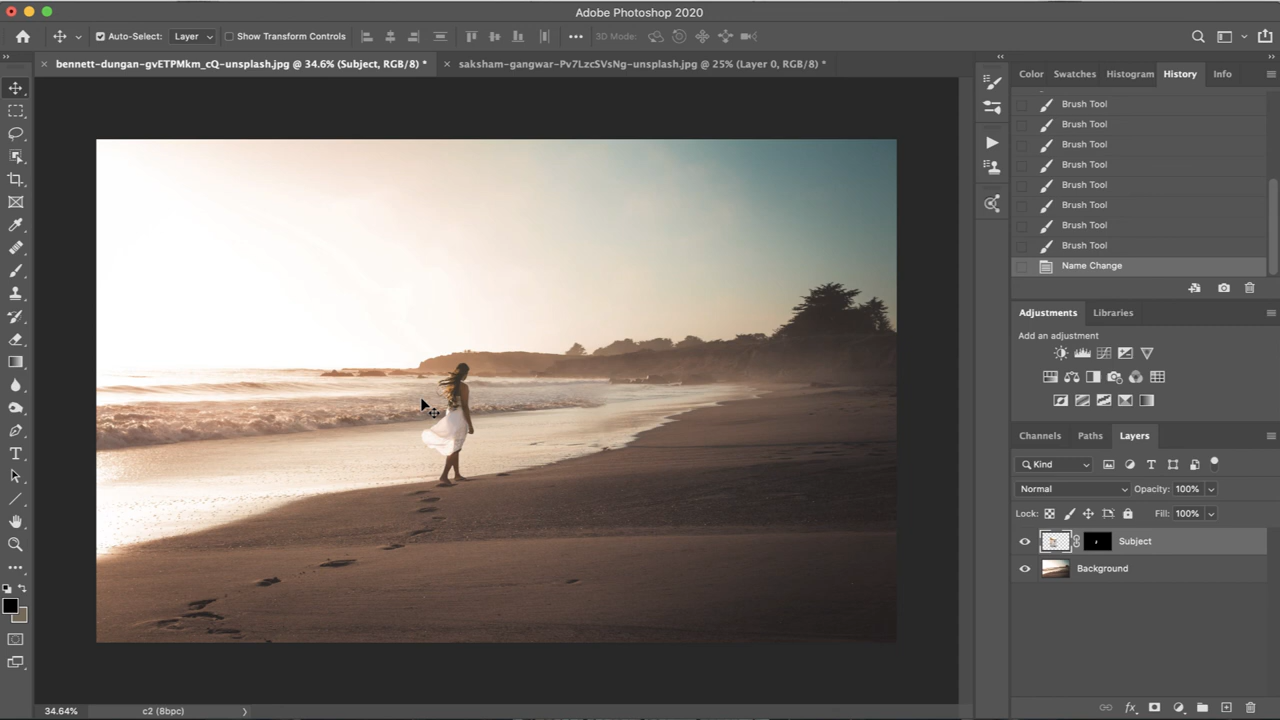 Adobe Photoshop 2020
Auto-Select: Layer Show Transform Controls 3D Mode:
bennett-dungan-gvETPMkm_cQ-unsplash.jpg @ 34.6% (Subject, RGB/8) * saksham-gangwar-Pv7LzcSVsNg-unsplash.jpg @ 25% (Layer 0, RGB/8) *
Color Swatches Histogram History Info
Brush Tool
Brush Tool
Brush Tool
Brush Tool
Brush Tool
Brush Tool
Brush Tool
Brush Tool
Name Change
Adjustments Libraries
Add an adjustment
Channels Paths Layers
Kind
Normal Opacity: 100%
Lock: Fill: 100%
Subject
Background
34.64% c2 (8bpc)